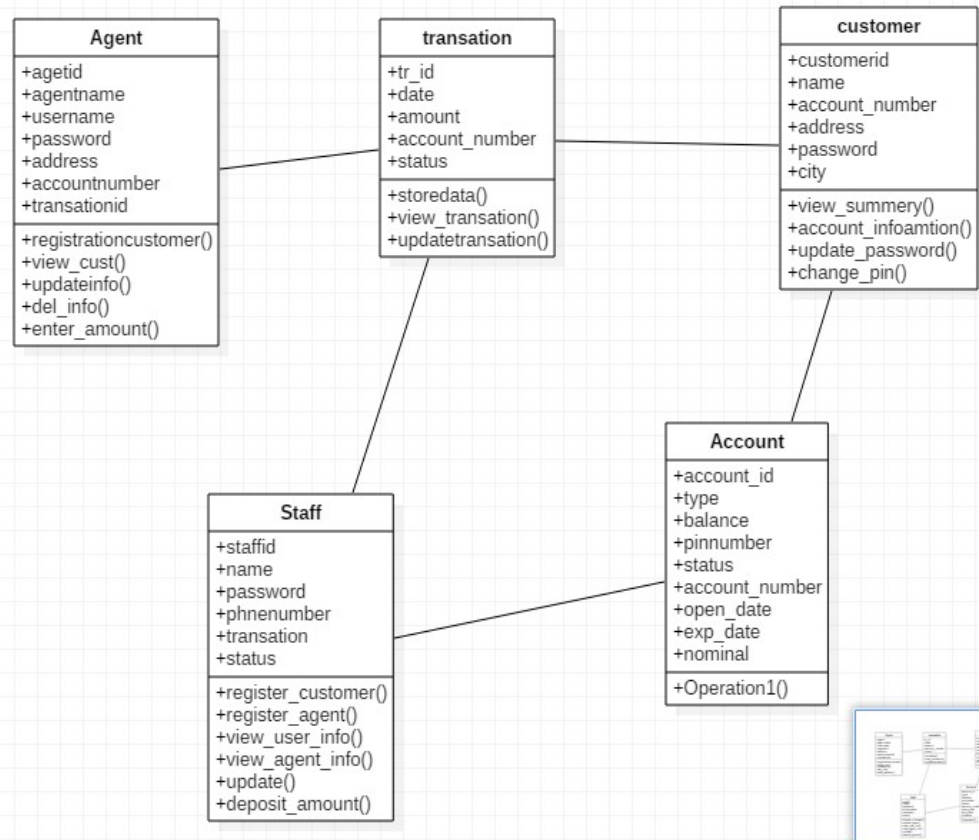 Agent
+agetid
+agentname
+username
+password
+address
+accountnumber
+transationid
+registrationcustomer()
+view_cust()
+updateinfo()
+del_info()
+enter_amount()
transation
+tr_id
+date
+amount
+account_number
+status
+storedata()
+view_transation()
+updatetransation()
customer
+customerid
+name
+account_number
+address
+password
+city
+view_summery()
+account_infoamtion()
+update_password()
+change_pin()
Staff
+staffid
+name
+password
+phnenumber
+transation
+status
+register_customer()
+register_agent()
+view_user_info()
+view_agent_info()
+update()
+deposit_amount()
Account
+account_id
+type
+balance
+pinnumber
+status
+account_number
+open_date
+exp_date
+nominal
+Operation1()